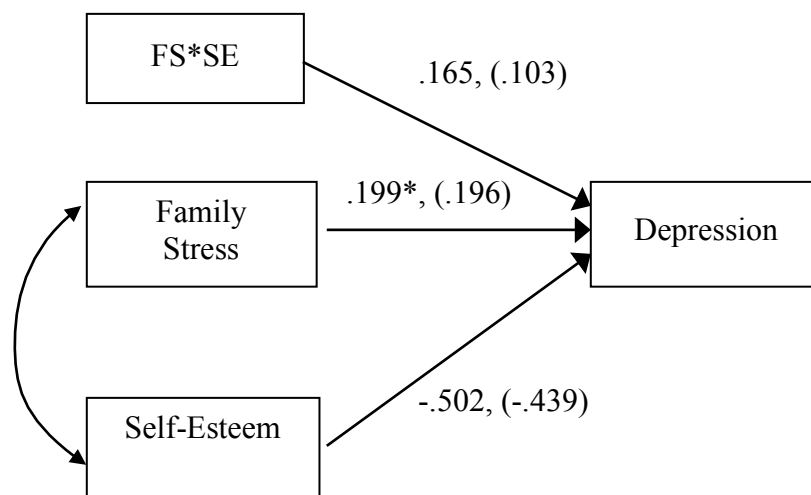 FS*SE
.165, (.103)
Family
Stress
.199*, (.196)
Depression
Self-Esteem
-.502, (-.439)